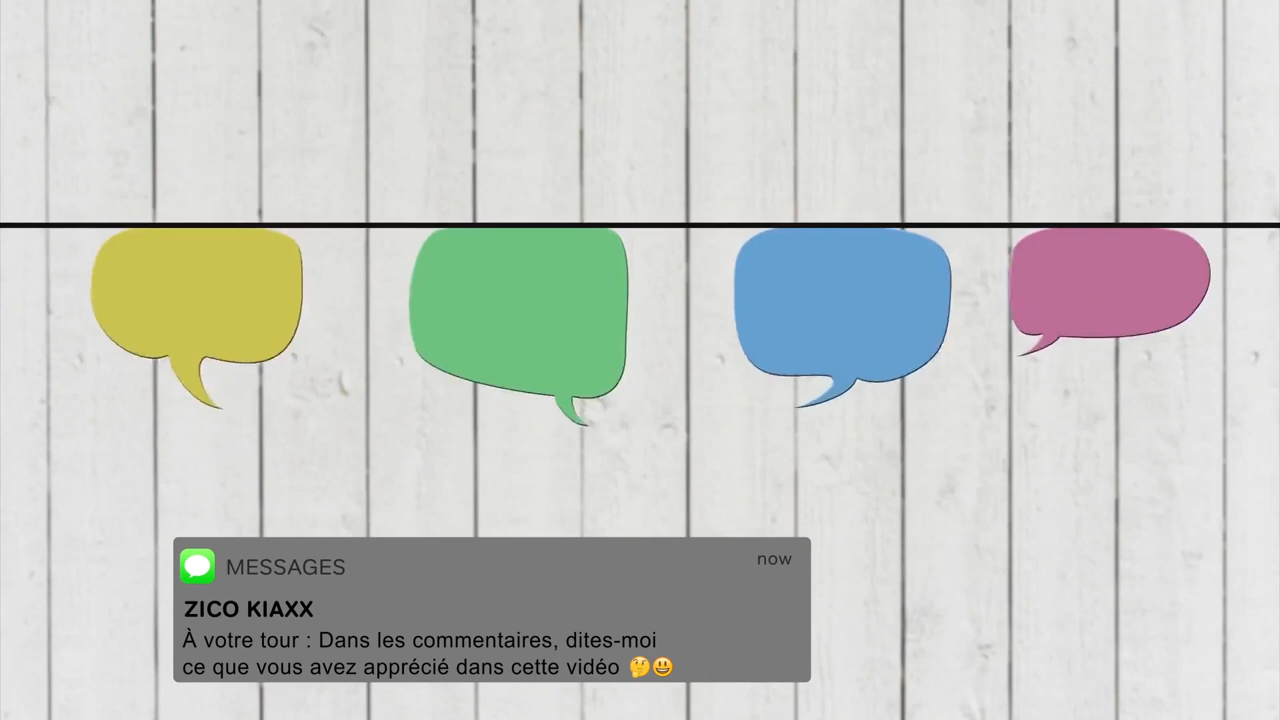 MESSAGES
now
ZICO KIAXX
À votre tour : Dans les commentaires, dites-moi
ce que vous avez apprécié dans cette vidéo 🤔😃